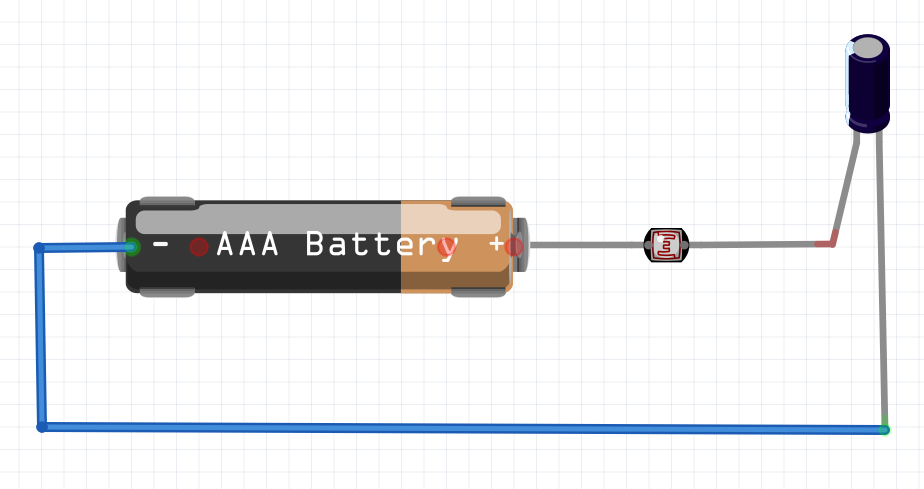 - AAA Battery +